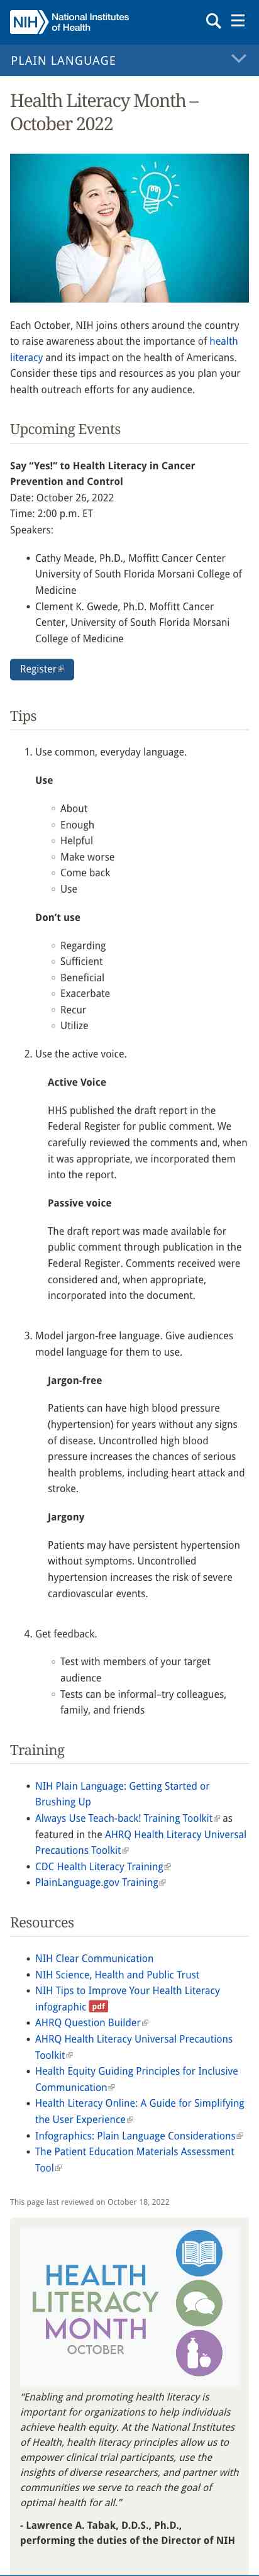 NIH National Institutes
of Health
PLAIN LANGUAGE
Health Literacy Month –
October 2022
Each October, NIH joins others around the country
to raise awareness about the importance of health
literacy and its impact on the health of Americans.
Consider these tips and resources as you plan your
health outreach efforts for any audience.
Upcoming Events
Say "Yes!" to Health Literacy in Cancer
Prevention and Control
Date: October 26, 2022
Time: 2:00 p.m. ET
Speakers:
• Cathy Meade, Ph.D., Moffitt Cancer Center
University of South Florida Morsani College of
Medicine
• Clement K. Gwede, Ph.D. Moffitt Cancer
Center, University of South Florida Morsani
College of Medicine
Register
Tips
1. Use common, everyday language.
Use
◦ About
◦ Enough
◦ Helpful
◦ Make worse
◦ Come back
◦ Use
Don't use
◦ Regarding
◦ Sufficient
◦ Beneficial
◦ Exacerbate
◦ Recur
◦ Utilize
2. Use the active voice.
Active Voice
HHS published the draft report in the
Federal Register for public comment. We
carefully reviewed the comments and, when
it was appropriate, we incorporated them
into the report.
Passive voice
The draft report was made available for
public comment through publication in the
Federal Register. Comments received were
considered and, when appropriate,
incorporated into the document.
3. Model jargon-free language. Give audiences
model language for them to use.
Jargon-free
Patients can have high blood pressure
(hypertension) for years without any signs
of disease. Uncontrolled high blood
pressure increases the chances of serious
health problems, including heart attack and
stroke.
Jargony
Patients may have persistent hypertension
without symptoms. Uncontrolled
hypertension increases the risk of severe
cardiovascular events.
4. Get feedback.
◦ Test with members of your target
audience
◦ Tests can be informal–try colleagues,
family, and friends
Training
• NIH Plain Language: Getting Started or
Brushing Up
• Always Use Teach-back! Training Toolkit as
featured in the AHRQ Health Literacy Universal
Precautions Toolkit
• CDC Health Literacy Training
• PlainLanguage.gov Training
Resources
• NIH Clear Communication
• NIH Science, Health and Public Trust
• NIH Tips to Improve Your Health Literacy
infographic pdf
• AHRQ Question Builder
• AHRQ Health Literacy Universal Precautions
Toolkit
• Health Equity Guiding Principles for Inclusive
Communication
• Health Literacy Online: A Guide for Simplifying
the User Experience
• Infographics: Plain Language Considerations
• The Patient Education Materials Assessment
Tool
This page last reviewed on October 18, 2022
HEALTH
LITERACY
MONTH
OCTOBER
"Enabling and promoting health literacy is
important for organizations to help individuals
achieve health equity. At the National Institutes
of Health, health literacy principles allow us to
empower clinical trial participants, use the
insights of diverse researchers, and partner with
communities we serve to reach the goal of
optimal health for all."
- Lawrence A. Tabak, D.D.S., Ph.D.,
performing the duties of the Director of NIH